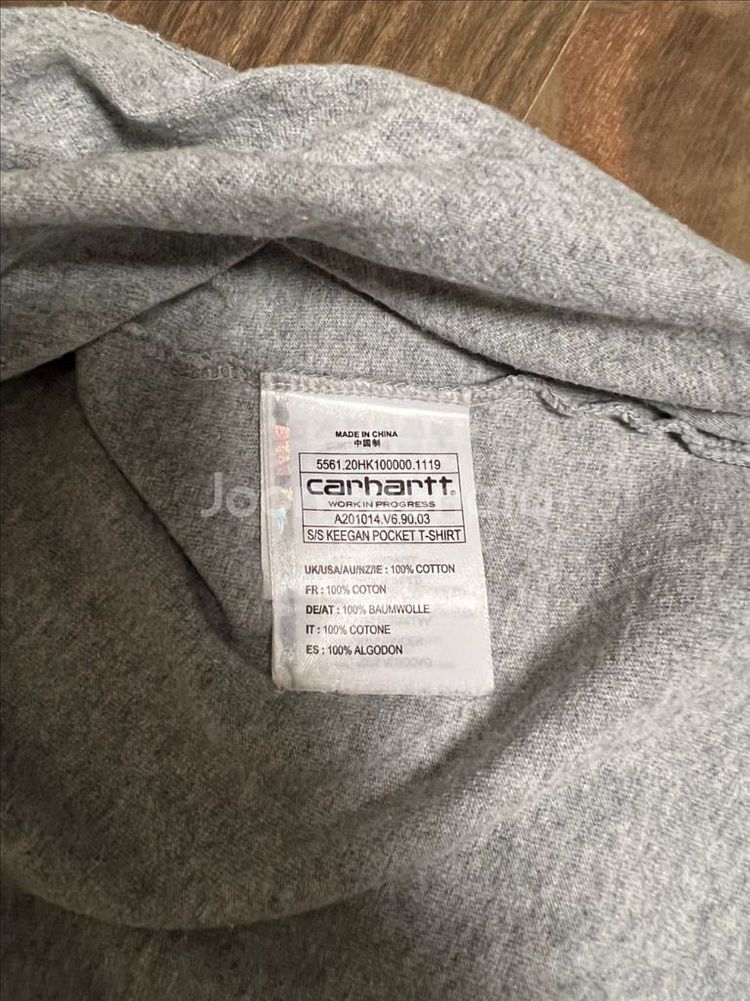 MADE IN CHINA
中国制
5561.20HK100000.1119
carhartt.
WORK IN PROGRESS
A201014.V6.90.03
S/S KEEGAN POCKET T-SHIRT
UK/USA/AU/NZ/IE : 100% COTTON
FR : 100% COTON
DE/AT : 100% BAUMWOLLE
IT : 100% COTONE
ES : 100% ALGODON